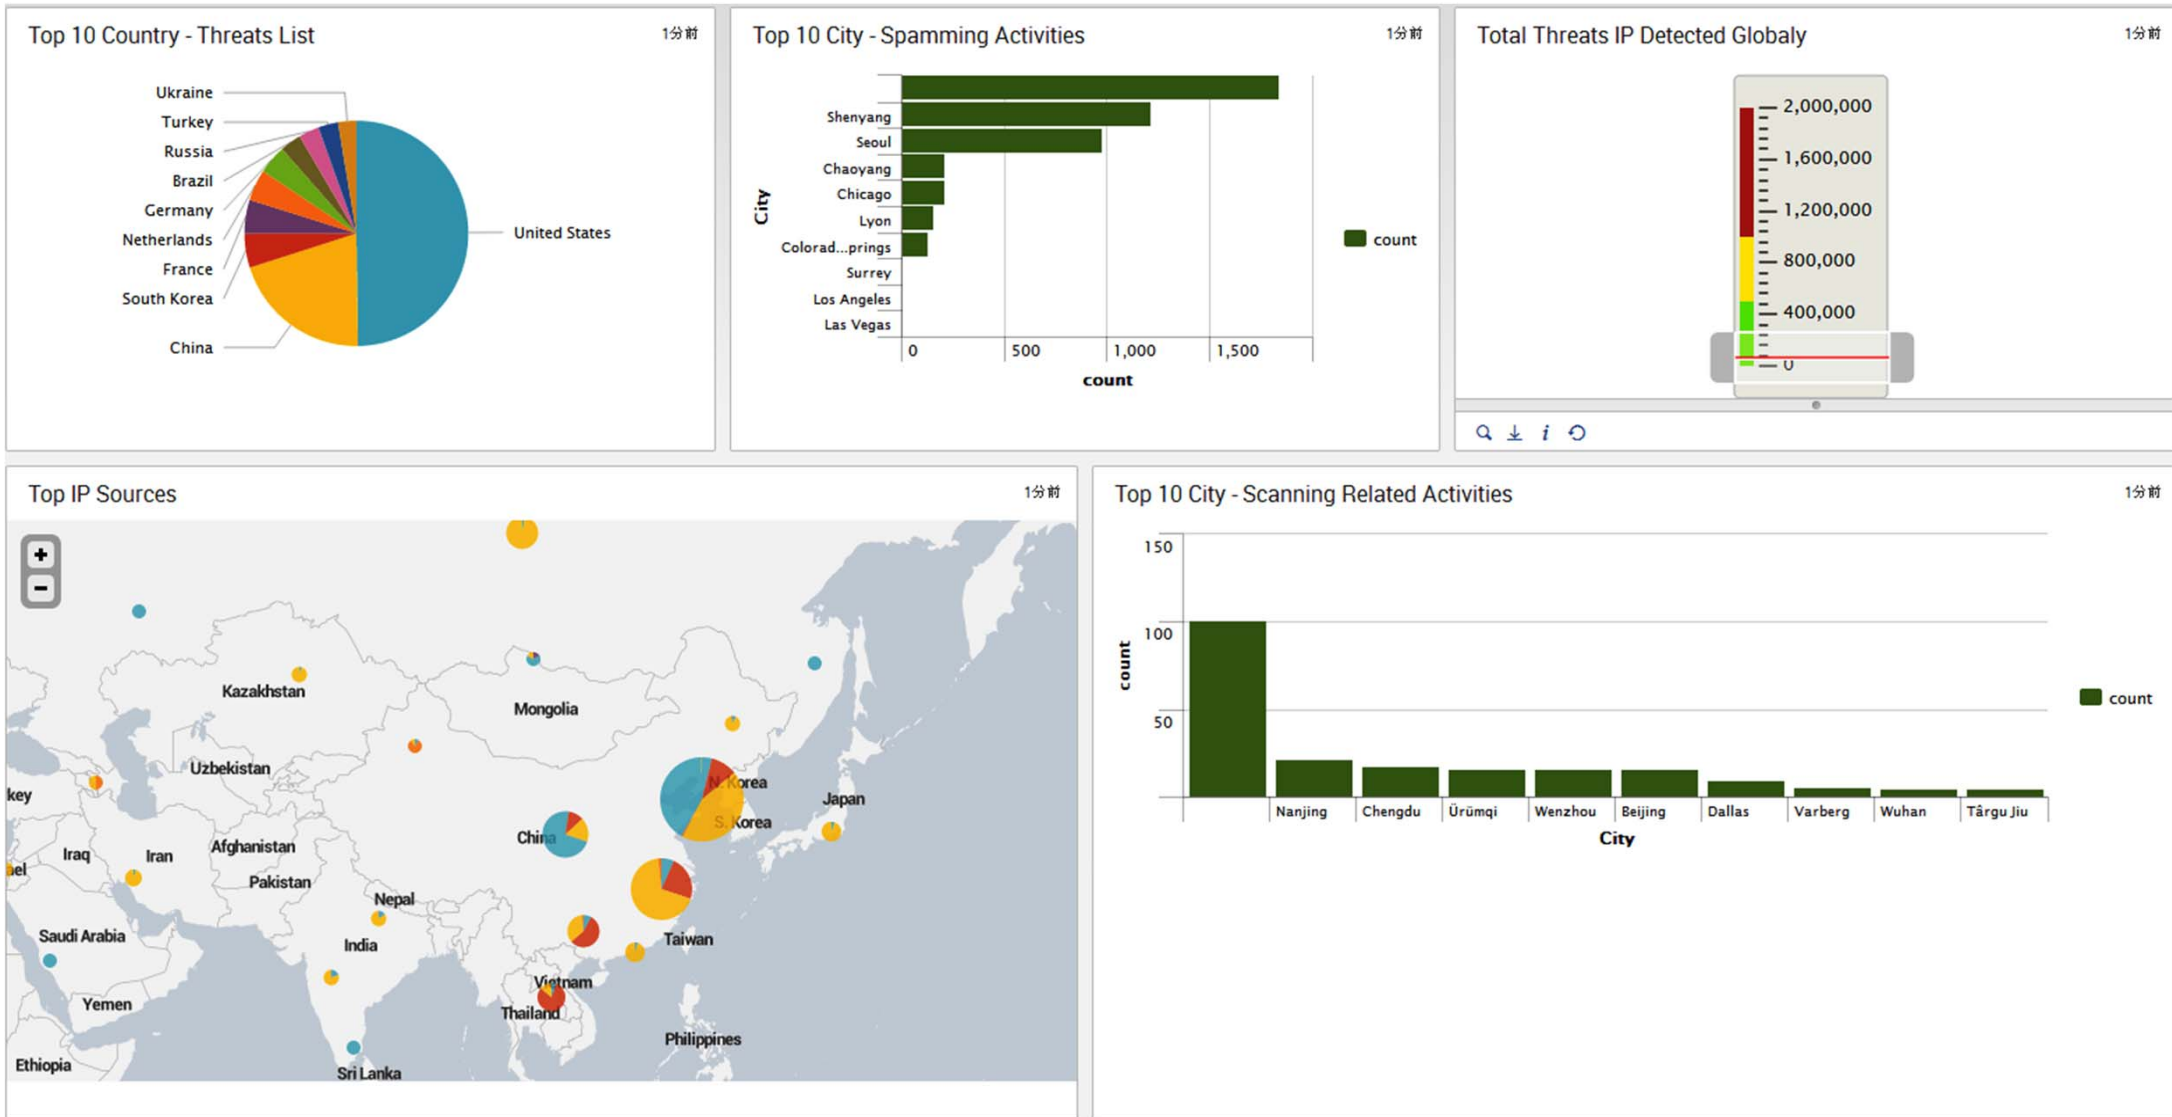 Top 10 Country - Threats List
1分前
Ukraine
Turkey
Russia
Brazil
Germany
Netherlands
France
South Korea
China
United States
Top 10 City - Spamming Activities
1分前
City
Shenyang
Seoul
Chaoyang
Chicago
Lyon
Colorad...prings
Surrey
Los Angeles
Las Vegas
0 500 1,000 1,500
count
count
Total Threats IP Detected Globaly
1分前
2,000,000
1,600,000
1,200,000
800,000
400,000
0
Top IP Sources
1分前
+
-
Kazakhstan
Mongolia
Uzbekistan
key
N. Korea
Japan
S. Korea
China
Afghanistan
Iraq
Iran
el
Pakistan
Nepal
Saudi Arabia
India
Taiwan
Vietnam
Yemen
Thailand
Philippines
Ethiopia
Sri Lanka
Top 10 City - Scanning Related Activities
1分前
150
100
50
count
Nanjing Chengdu Ürümqi Wenzhou Beijing Dallas Varberg Wuhan Târgu Jiu
City
count